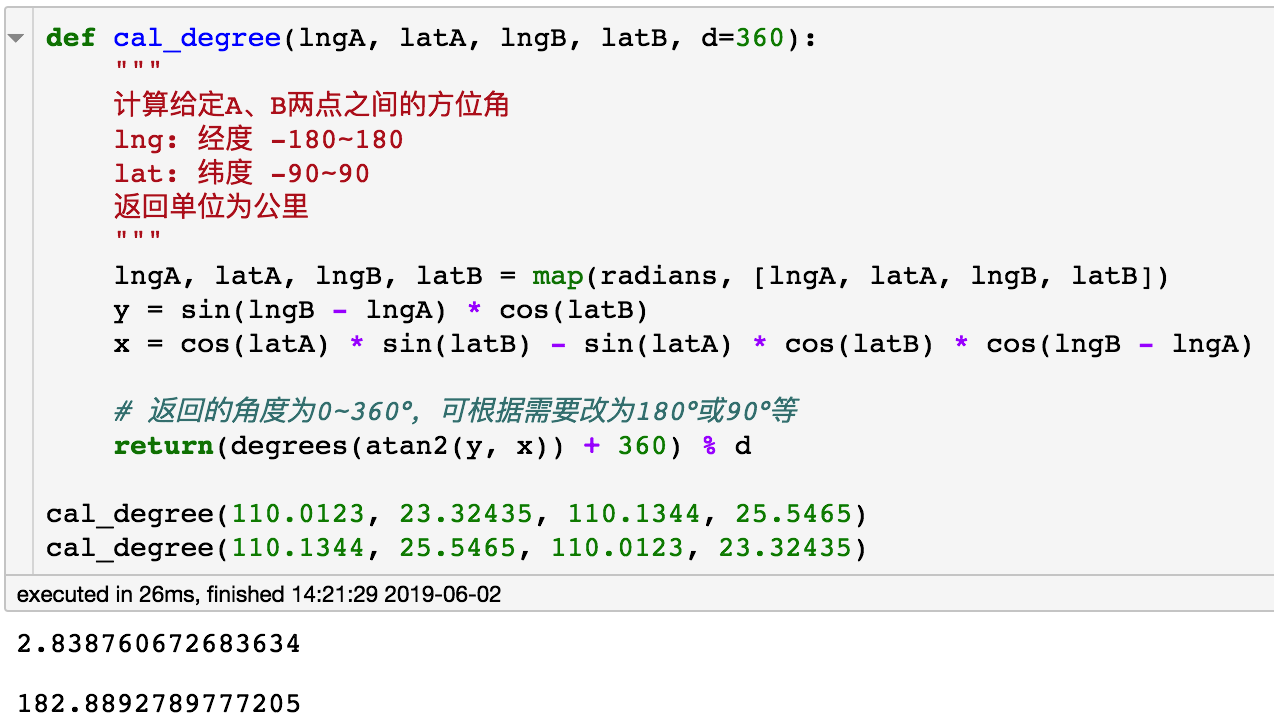 def cal_degree(lngA, latA, lngB, latB, d=360):
"""
计算给定A、B两点之间的方位角
lng: 经度 -180~180
lat: 纬度 -90~90
返回单位为公里
"""
lngA, latA, lngB, latB = map(radians, [lngA, latA, lngB, latB])
y = sin(lngB - lngA) * cos(latB)
x = cos(latA) * sin(latB) - sin(latA) * cos(latB) * cos(lngB - lngA)
# 返回的角度为0~360°，可根据需要改为180°或90°等
return(degrees(atan2(y, x)) + 360) % d
cal_degree(110.0123, 23.32435, 110.1344, 25.5465)
cal_degree(110.1344, 25.5465, 110.0123, 23.32435)
executed in 26ms, finished 14:21:29 2019-06-02
2.838760672683634
182.8892789777205